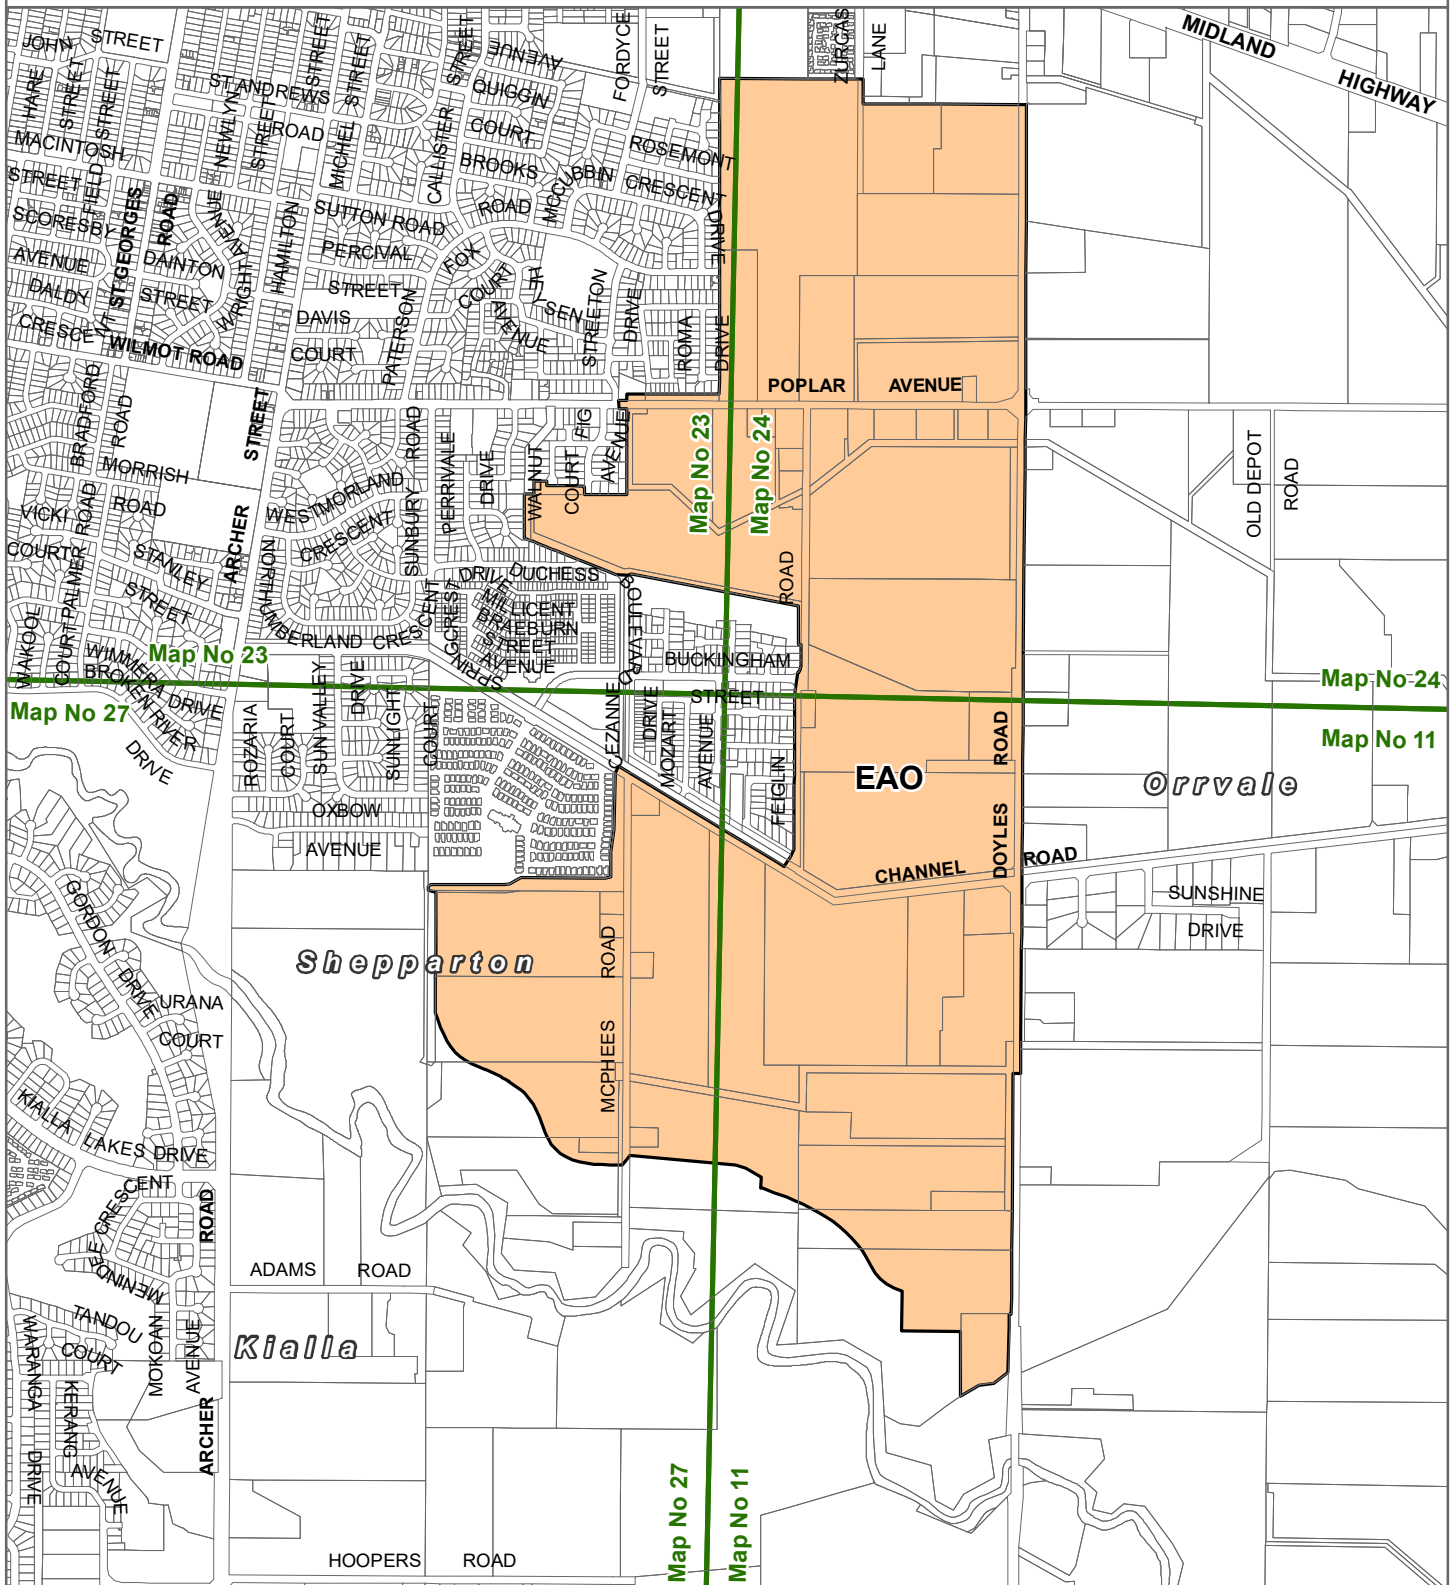 JOHN
STREET
HARE
STREET
STREET
ST ANDREWS
ROAD
STREET
STREET
STREET
AVENUE
QUIGGIN
COURT
FORDYCE
STREET
ZURCAS
LANE
MIDLAND
HIGHWAY
MACINTOSH
STREET
FIELD
NEWLYN
STREET
MICHEL
CALLISTER
BROOKS
ROAD
MCCUBBIN
CRESCENT
ROSEMONT
DRIVE
SCORESBY
AVENUE
ST GEORGES
ROAD
AVENUE
WRIGHT
HAMILTON
SUTTON ROAD
PERCIVAL
STREET
FOX
COURT
HEYSEN
AVENUE
STREETON
DRIVE
ROMA
DRIVE
DALDY
CRESCENT
DAINTON
STREET
DAVIS
COURT
PATERSON
WILMOT ROAD
POPLAR AVENUE
BRADFORD
ROAD
STREET
ARCHER
MORRISH
ROAD
ROAD
SUNBURY
PERRIVALE
DRIVE
WALNUT
COURT
FIG
AVENUE
Map No 23
Map No 24
OLD DEPOT
ROAD
VICKI
COURT
ROAD
PALMER
WESTMORLAND
CRESCENT
STANLEY
STREET
NORTHUMBERLAND CRESCENT
DRIVE
DUCHESS
MILLICENT
BRAEBURN
STREET
AVENUE
SPRINGCREST
BOULEVARD
ROAD
WAKOOL
COURT
WIMMERA DRIVE
BROKEN RIVER
DRIVE
Map No 23
BUCKINGHAM
STREET
Map No 24
Map No 27
Map No 11
ROZARIA
COURT
SUNVALLEY
DRIVE
SUNLIGHT
COURT
CEZANNE
DRIVE
MOZART
AVENUE
FEIGLIN
EAO
ROAD
DOYLES
Orrvale
OXBOW
AVENUE
CHANNEL
ROAD
SUNSHINE
DRIVE
GORDON
DRIVE
Shepparton
ROAD
MCPHEES
URANA
COURT
KIALLA
LAKES DRIVE
MENINDEE CRESCENT
ROAD
ADAMS ROAD
TANDOU
COURT
MOKOAN
AVENUE
Kialla
WARANGA
DRIVE
KERANG
AVENUE
ARCHER
Map No 27
Map No 11
HOOPERS ROAD